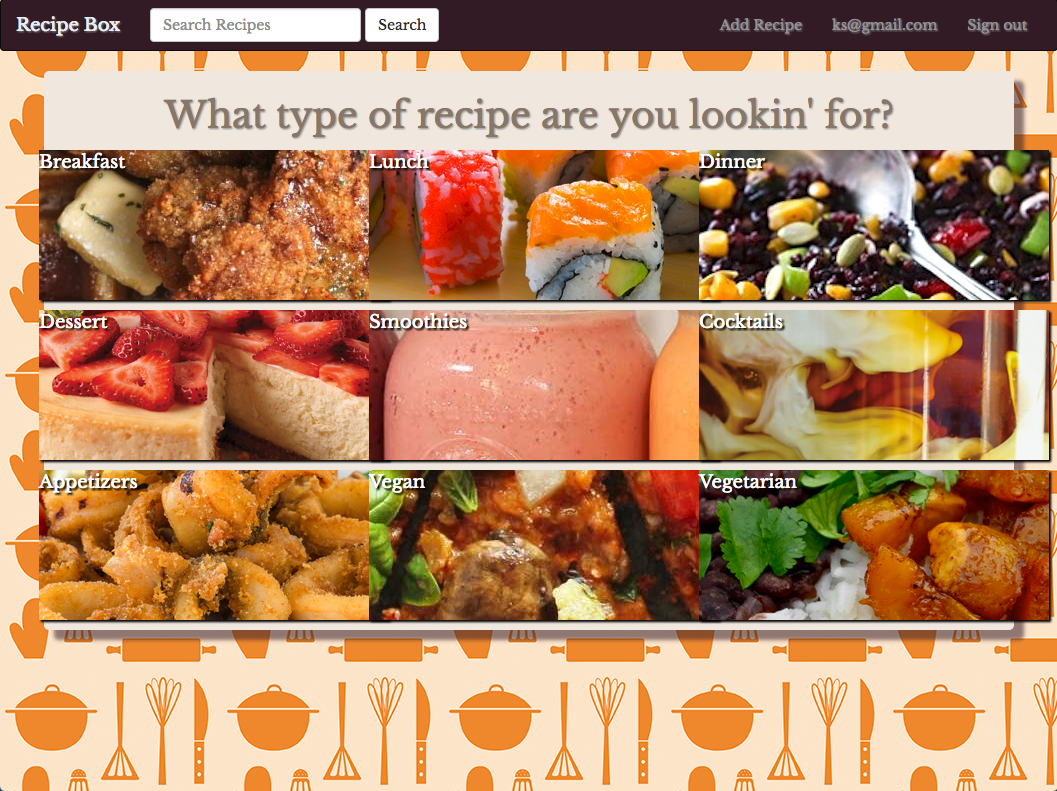 Recipe Box Search Recipes Search Add Recipe ks@gmail.com Sign out
What type of recipe are you lookin' for?
Breakfast Lunch Dinner
Dessert Smoothies Cocktails
Appetizers Vegan Vegetarian